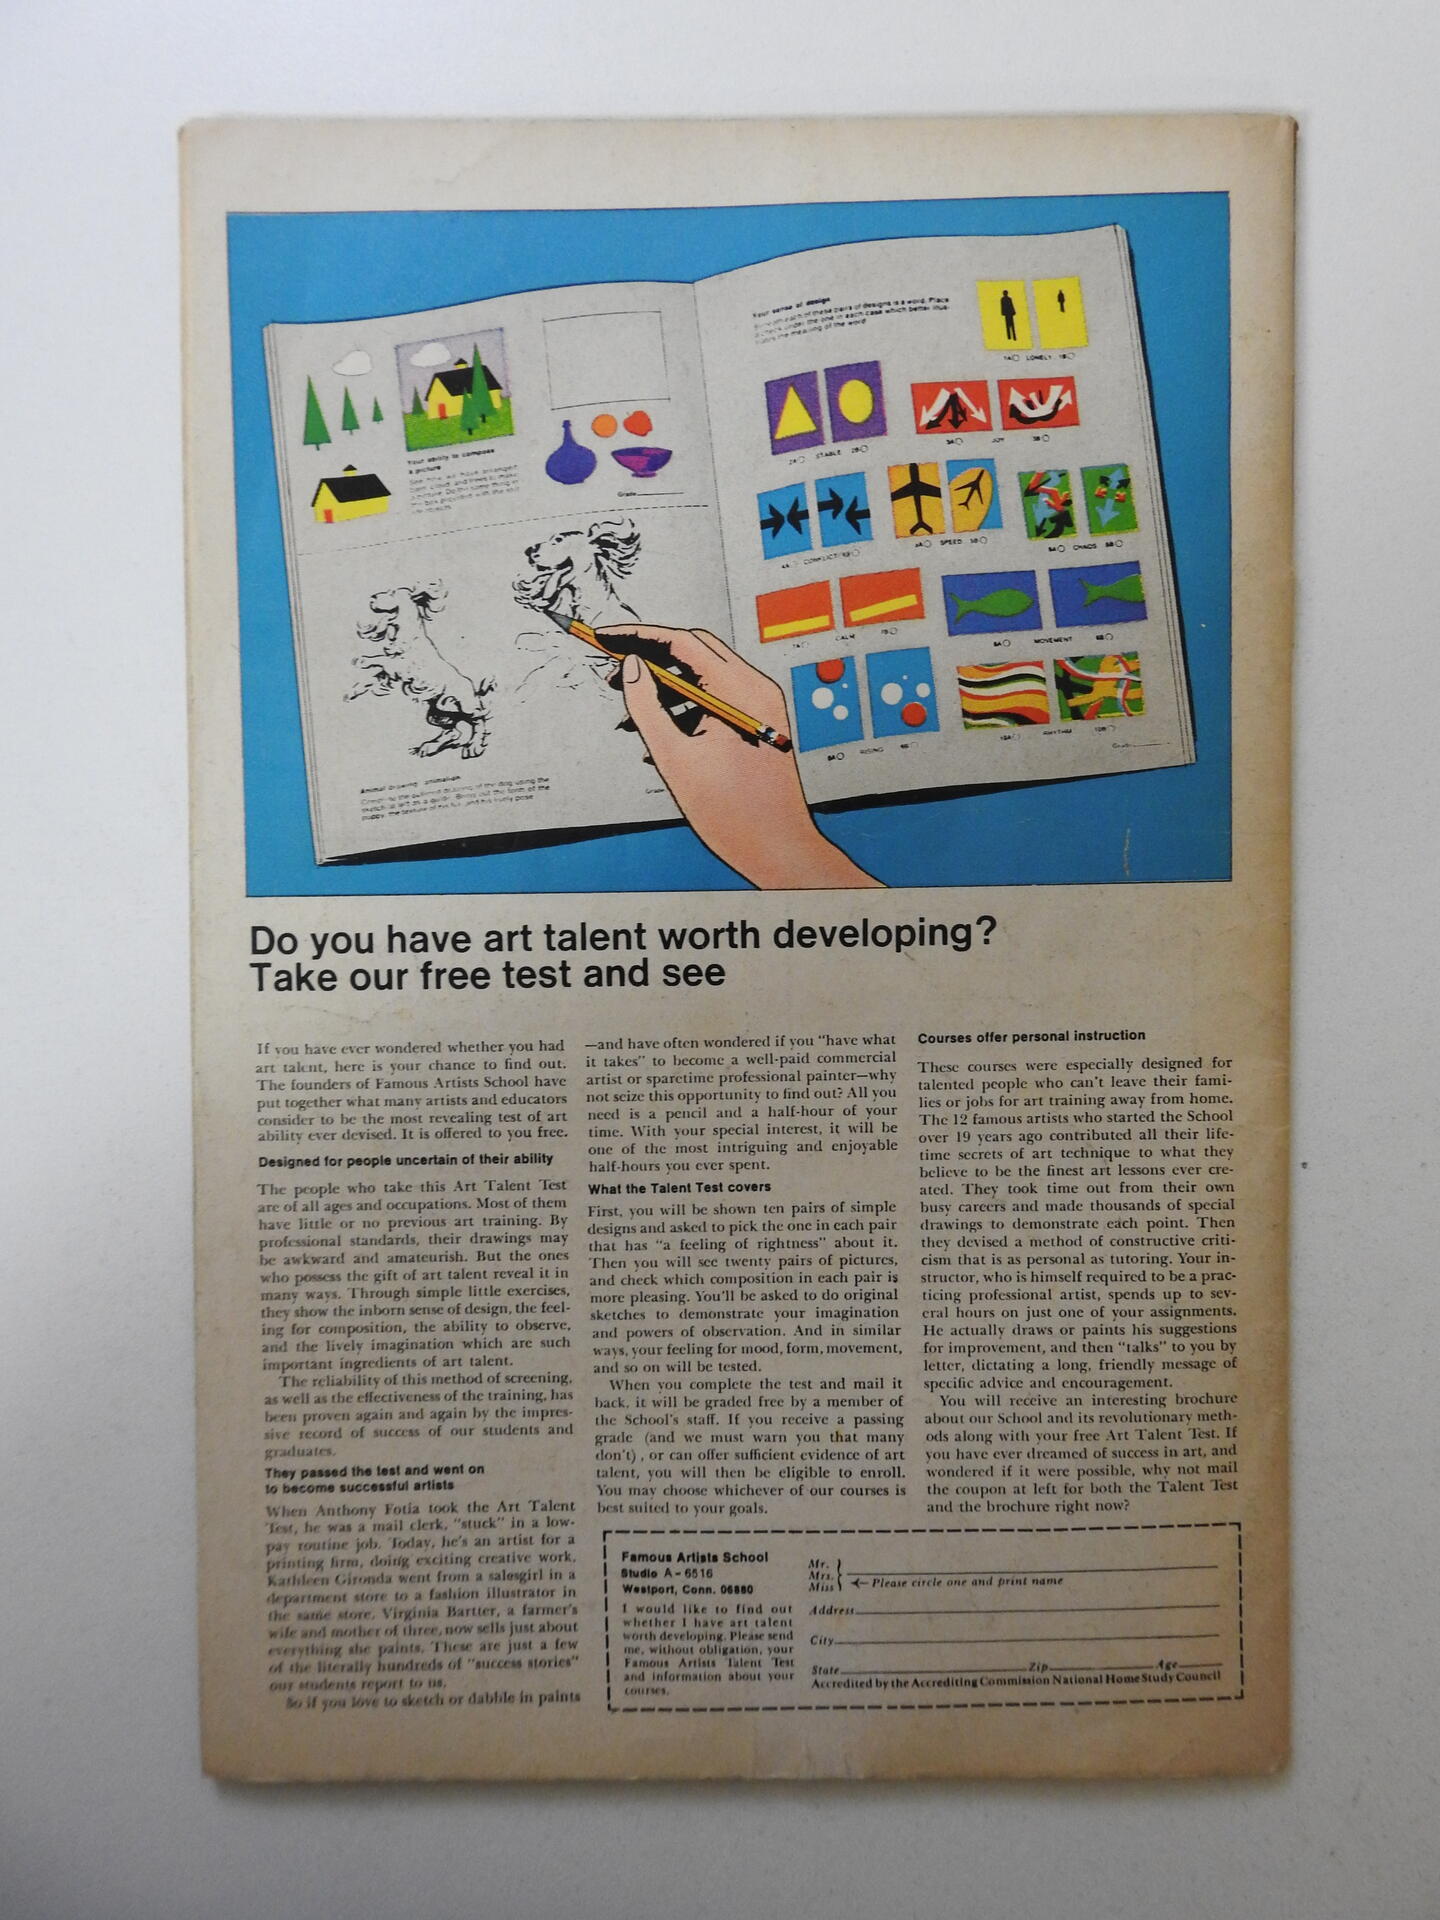 Your sense of design
LONELY
STABLE
JOY
CONFLICT
SPEED
CHAOS
CALM
MOVEMENT
RISING
RHYTHM
Your ability to compose
a picture
Grade
Animal drawing animation
Do you have art talent worth developing?
Take our free test and see
If you have ever wondered whether you had
art talent, here is your chance to find out.
The founders of Famous Artists School have
put together what many artists and educators
consider to be the most revealing test of art
ability ever devised. It is offered to you free.
Designed for people uncertain of their ability
The people who take this Art Talent Test
are of all ages and occupations. Most of them
have little or no previous art training. By
professional standards, their drawings may
be awkward and amateurish. But the ones
who possess the gift of art talent reveal it in
many ways. Through simple little exercises,
they show the inborn sense of design, the feel-
ing for composition, the ability to observe,
and the lively imagination which are such
important ingredients of art talent.
The reliability of this method of screening,
as well as the effectiveness of the training, has
been proven again and again by the impres-
sive record of success of our students and
graduates.
They passed the test and went on
to become successful artists
When Anthony Fotia took the Art Talent
Test, he was a mail clerk, "stuck" in a low-
pay routine job. Today, he's an artist for a
printing firm, doing exciting creative work.
Kathleen Gironda went from a salesgirl in a
department store to a fashion illustrator in
the same store. Virginia Bartter, a farmer's
wife and mother of three, now sells just about
everything she paints. These are just a few
of the literally hundreds of "success stories"
our students report to us.
So if you love to sketch or dabble in paints
—and have often wondered if you "have what
it takes" to become a well-paid commercial
artist or sparetime professional painter—why
not seize this opportunity to find out? All you
need is a pencil and a half-hour of your
time. With your special interest, it will be
one of the most intriguing and enjoyable
half-hours you ever spent.
What the Talent Test covers
First, you will be shown ten pairs of simple
designs and asked to pick the one in each pair
that has "a feeling of rightness" about it.
Then you will see twenty pairs of pictures,
and check which composition in each pair is
more pleasing. You'll be asked to do original
sketches to demonstrate your imagination
and powers of observation. And in similar
ways, your feeling for mood, form, movement,
and so on will be tested.
When you complete the test and mail it
back, it will be graded free by a member of
the School's staff. If you receive a passing
grade (and we must warn you that many
don't), or can offer sufficient evidence of art
talent, you will then be eligible to enroll.
You may choose whichever of our courses is
best suited to your goals.
Courses offer personal instruction
These courses were especially designed for
talented people who can't leave their fami-
lies or jobs for art training away from home.
The 12 famous artists who started the School
over 19 years ago contributed all their life-
time secrets of art technique to what they
believe to be the finest art lessons ever cre-
ated. They took time out from their own
busy careers and made thousands of special
drawings to demonstrate each point. Then
they devised a method of constructive criti-
cism that is as personal as tutoring. Your in-
structor, who is himself required to be a prac-
ticing professional artist, spends up to sev-
eral hours on just one of your assignments.
He actually draws or paints his suggestions
for improvement, and then "talks" to you by
letter, dictating a long, friendly message of
specific advice and encouragement.
You will receive an interesting brochure
about our School and its revolutionary meth-
ods along with your free Art Talent Test. If
you have ever dreamed of success in art, and
wondered if it were possible, why not mail
the coupon at left for both the Talent Test
and the brochure right now?
Famous Artists School
Studio A-6516
Westport, Conn. 06880
I would like to find out
whether I have art talent
worth developing. Please send
me, without obligation, your
Famous Artists Talent Test
and information about your
courses.
Mr.
Mrs.
Miss
Please circle one and print name
Address
City
State Zip Age
Accredited by the Accrediting Commission National Home Study Council